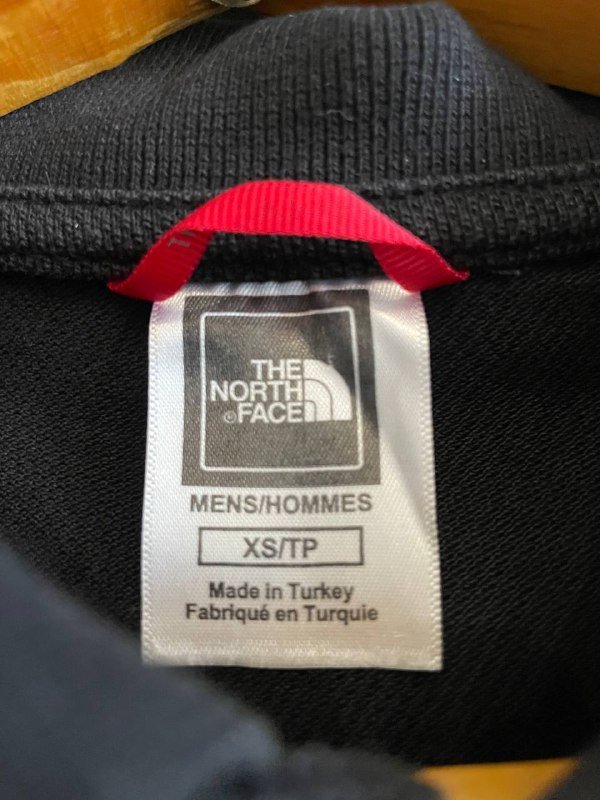 THE
NORTH
©FACE
MENS/HOMMES
XS/TP
Made in Turkey
Fabriqué en Turquie